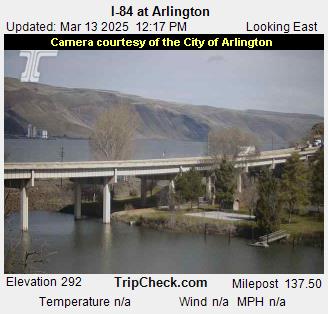 I-84 at Arlington
Updated: Mar 13 2025 12:17 PM Looking East
Camera courtesy of the City of Arlington
Elevation 292 TripCheck.com Milepost 137.50
Temperature n/a Wind n/a MPH n/a